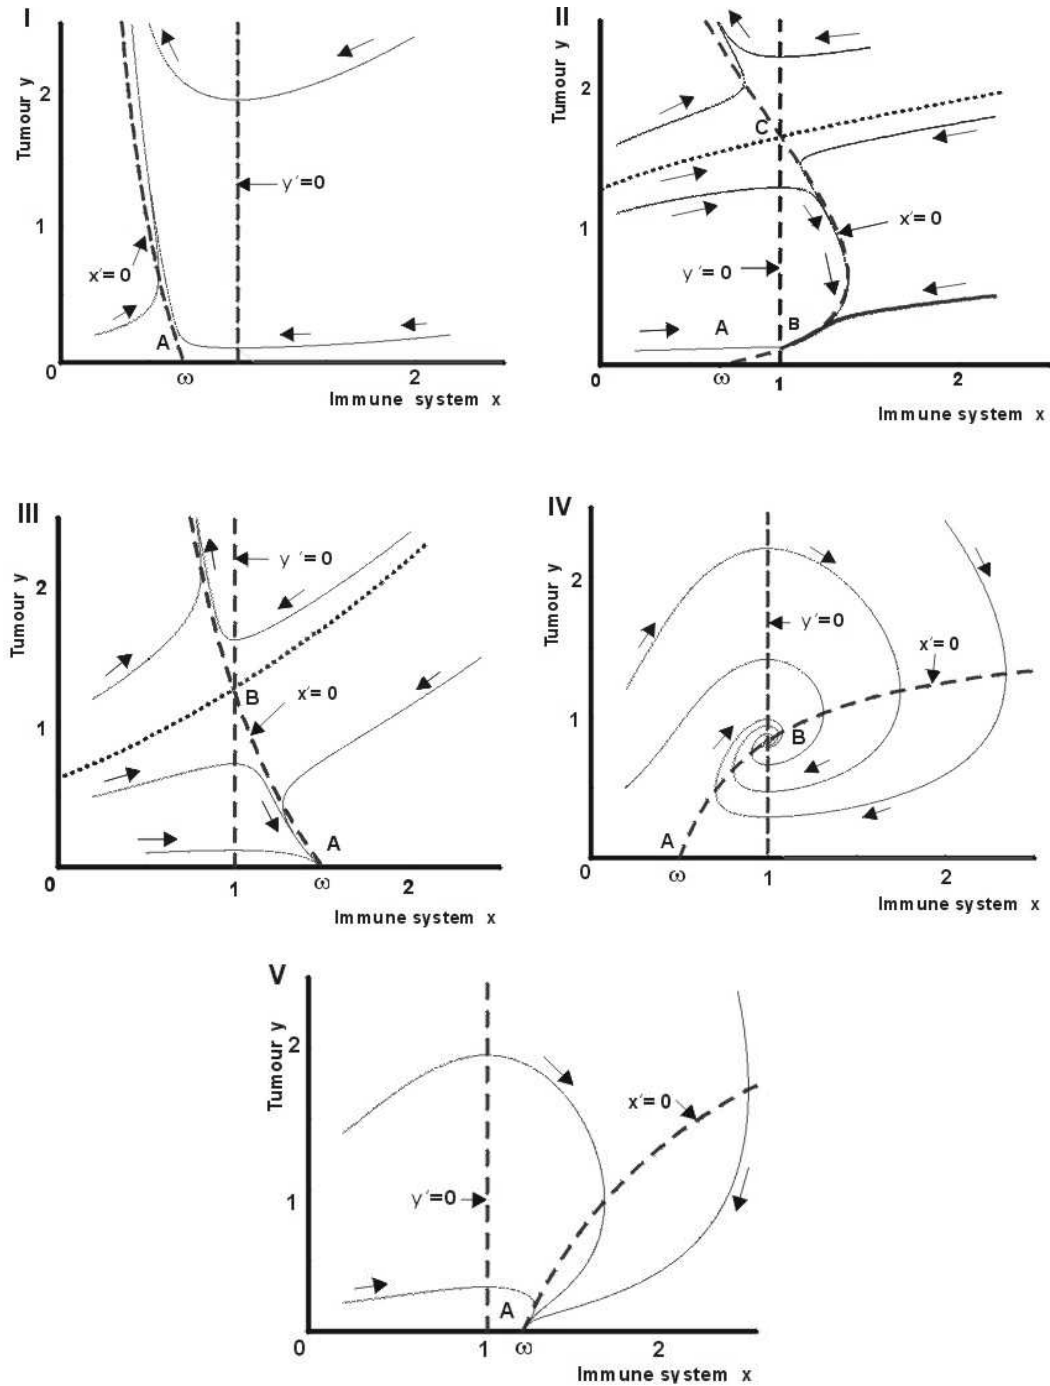 I
Tumour y
2
1
0
y'=0
x'=0
A
ω
2
Immune system x
II
Tumour y
2
1
0
C
x'=0
y'=0
A
B
ω
1
2
Immune system x
III
Tumour y
2
1
0
y'=0
B
x'=0
A
1
ω
2
Immune system x
IV
Tumour y
2
1
0
y'=0
x'=0
B
A
ω
1
2
Immune system x
V
Tumour y
2
1
0
x'=0
y'=0
A
1
ω
2
Immune system x